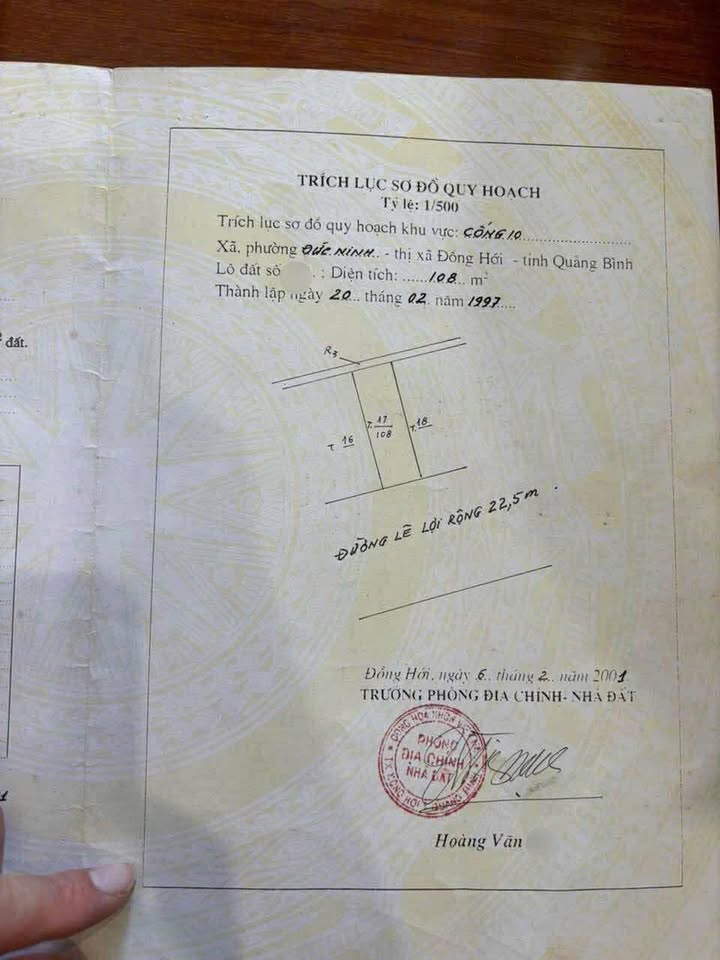 TRÍCH LỤC SƠ ĐỒ QUY HOẠCH
Tỷ lệ: 1/500
Trích lục sơ đồ quy hoạch khu vực: CỐNG 10
Xã, phường ĐỨC NINH - thị xã Đồng Hới - tỉnh Quảng Bình
Lô đất số : Diện tích: 108 m²
Thành lập ngày 20 tháng 02 năm 1997
đất.
R3
T. 16
T. 17/108
T. 18
ĐƯỜNG LÊ LỢI RỘNG 22,5m
Đồng Hới, ngày 6 tháng 2 năm 2001
TRƯỞNG PHÒNG ĐỊA CHÍNH- NHÀ ĐẤT
PHÒNG
ĐỊA CHÍNH
NHÀ ĐẤT
Hoàng Văn